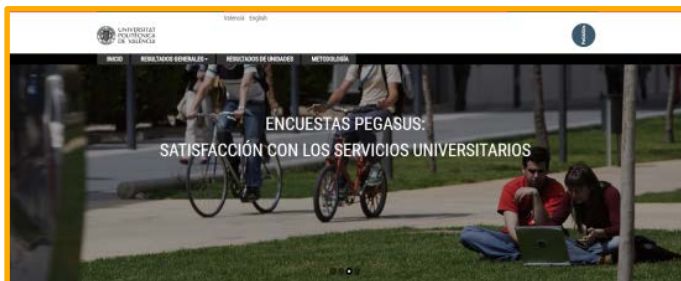 Valencià English
UNIVERSITAT
POLITÈCNICA
DE VALÈNCIA
INICIO RESULTADOS GENERALES RESULTADOS DE UNIDADES METODOLOGÍA
ENCUESTAS PEGASUS:
SATISFACCIÓN CON LOS SERVICIOS UNIVERSITARIOS